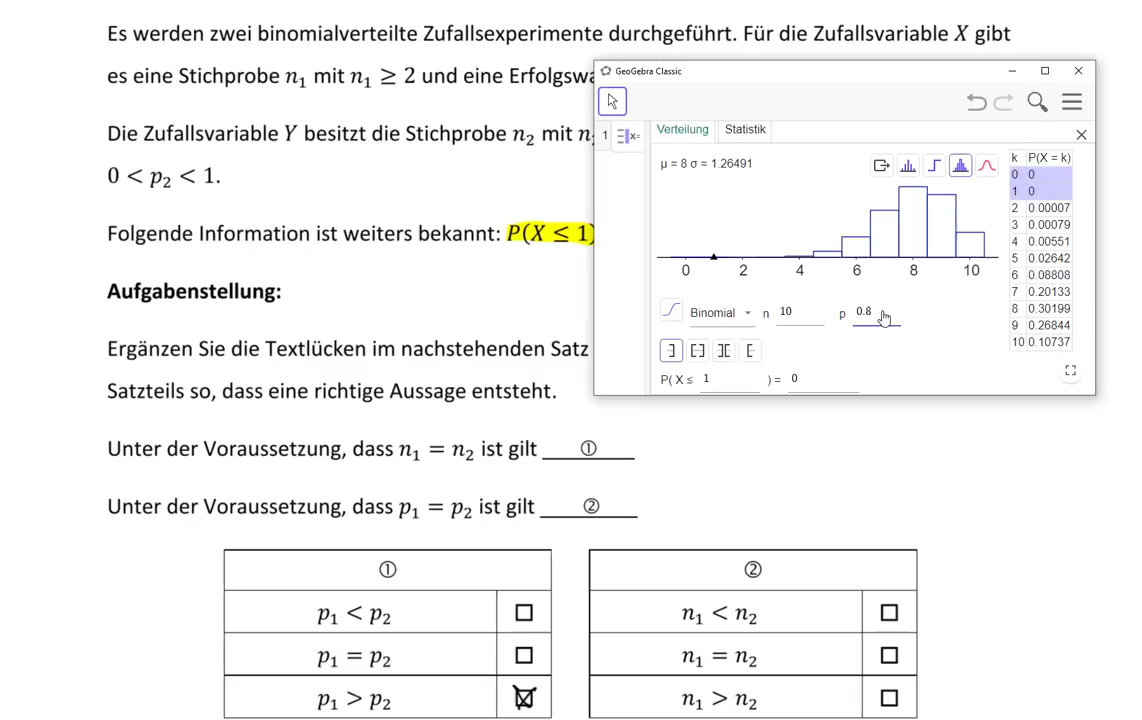 Es werden zwei binomialverteilte Zufallsexperimente durchgeführt. Für die Zufallsvariable X gibt
es eine Stichprobe n₁ mit n₁ ≥ 2 und eine
Die Zufallsvariable Y besitzt die Stichprobe n₂ mit
0 < p₂ < 1.
Folgende Information ist weiters bekannt: P(X ≤ 1)
Aufgabenstellung:
Ergänzen Sie die Textlücken im nachstehenden Satz
Satzteils so, dass eine richtige Aussage entsteht.
Unter der Voraussetzung, dass n₁ = n₂ ist gilt ①
Unter der Voraussetzung, dass p₁ = p₂ ist gilt ②
①
p₁ < p₂
p₁ = p₂
p₁ > p₂
②
n₁ < n₂
n₁ = n₂
n₁ > n₂
GeoGebra Classic
1 x=
Verteilung Statistik
μ = 8 σ = 1.26491
0 2 4 6 8 10
Binomial n 10 p 0.8
P( X ≤ 1 ) = 0
k P(X = k)
0 0
1 0
2 0.00007
3 0.00079
4 0.00551
5 0.02642
6 0.08808
7 0.20133
8 0.30199
9 0.26844
10 0.10737